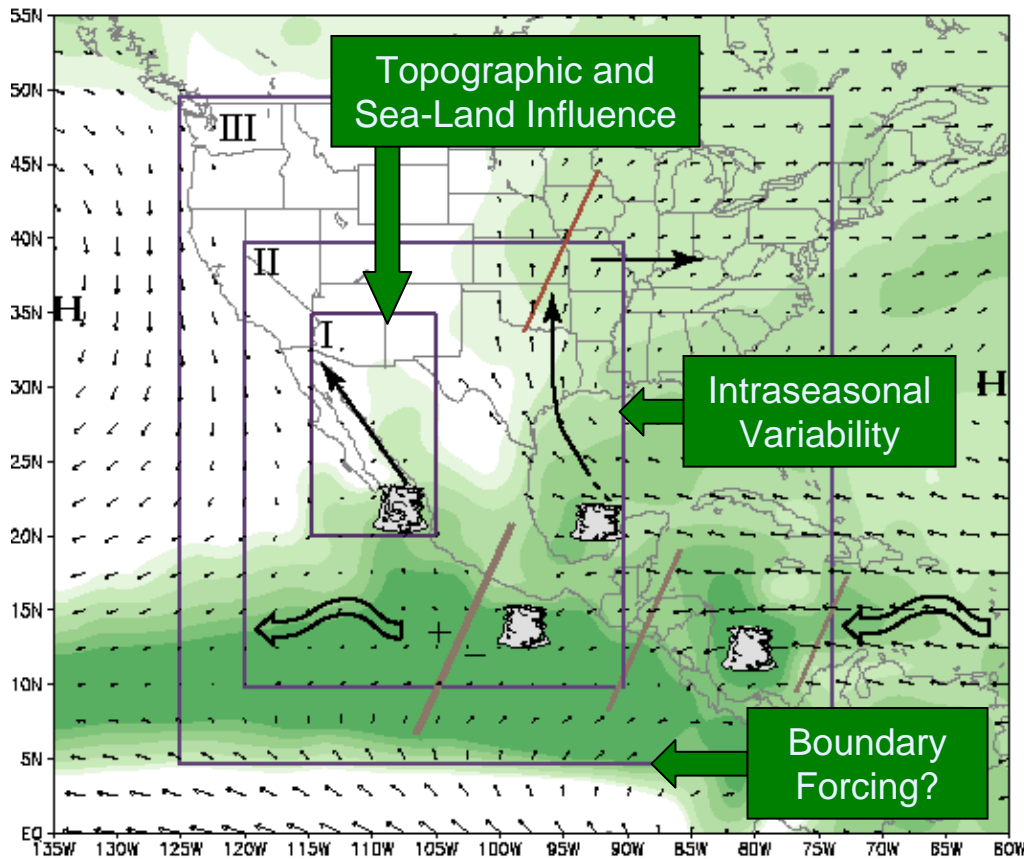 55N
Topographic and
Sea-Land Influence
50N
III
45N
40N
II
H
35N
I
Intraseasonal
Variability
30N
H
25N
20N
15N
+
−
10N
Boundary
Forcing?
5N
EQ
135W 130W 125W 120W 115W 110W 105W 100W 95W 90W 85W 80W 75W 70W 65W 60W